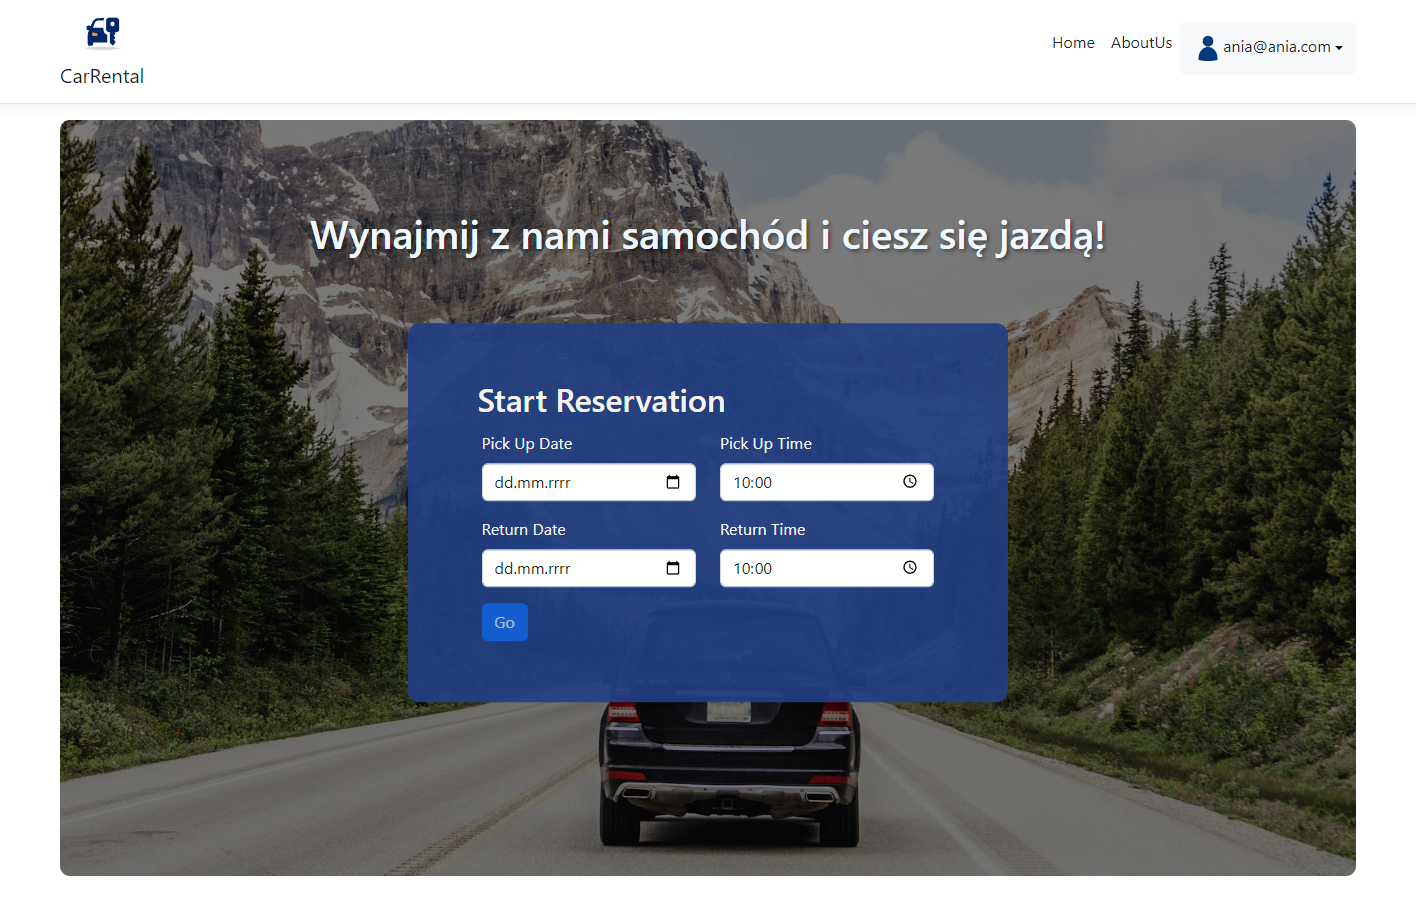 CarRental
Home AboutUs ania@ania.com
Wynajmij z nami samochód i ciesz się jazdą!
Start Reservation
Pick Up Date Pick Up Time
dd.mm.rrrr 10:00
Return Date Return Time
dd.mm.rrrr 10:00
Go